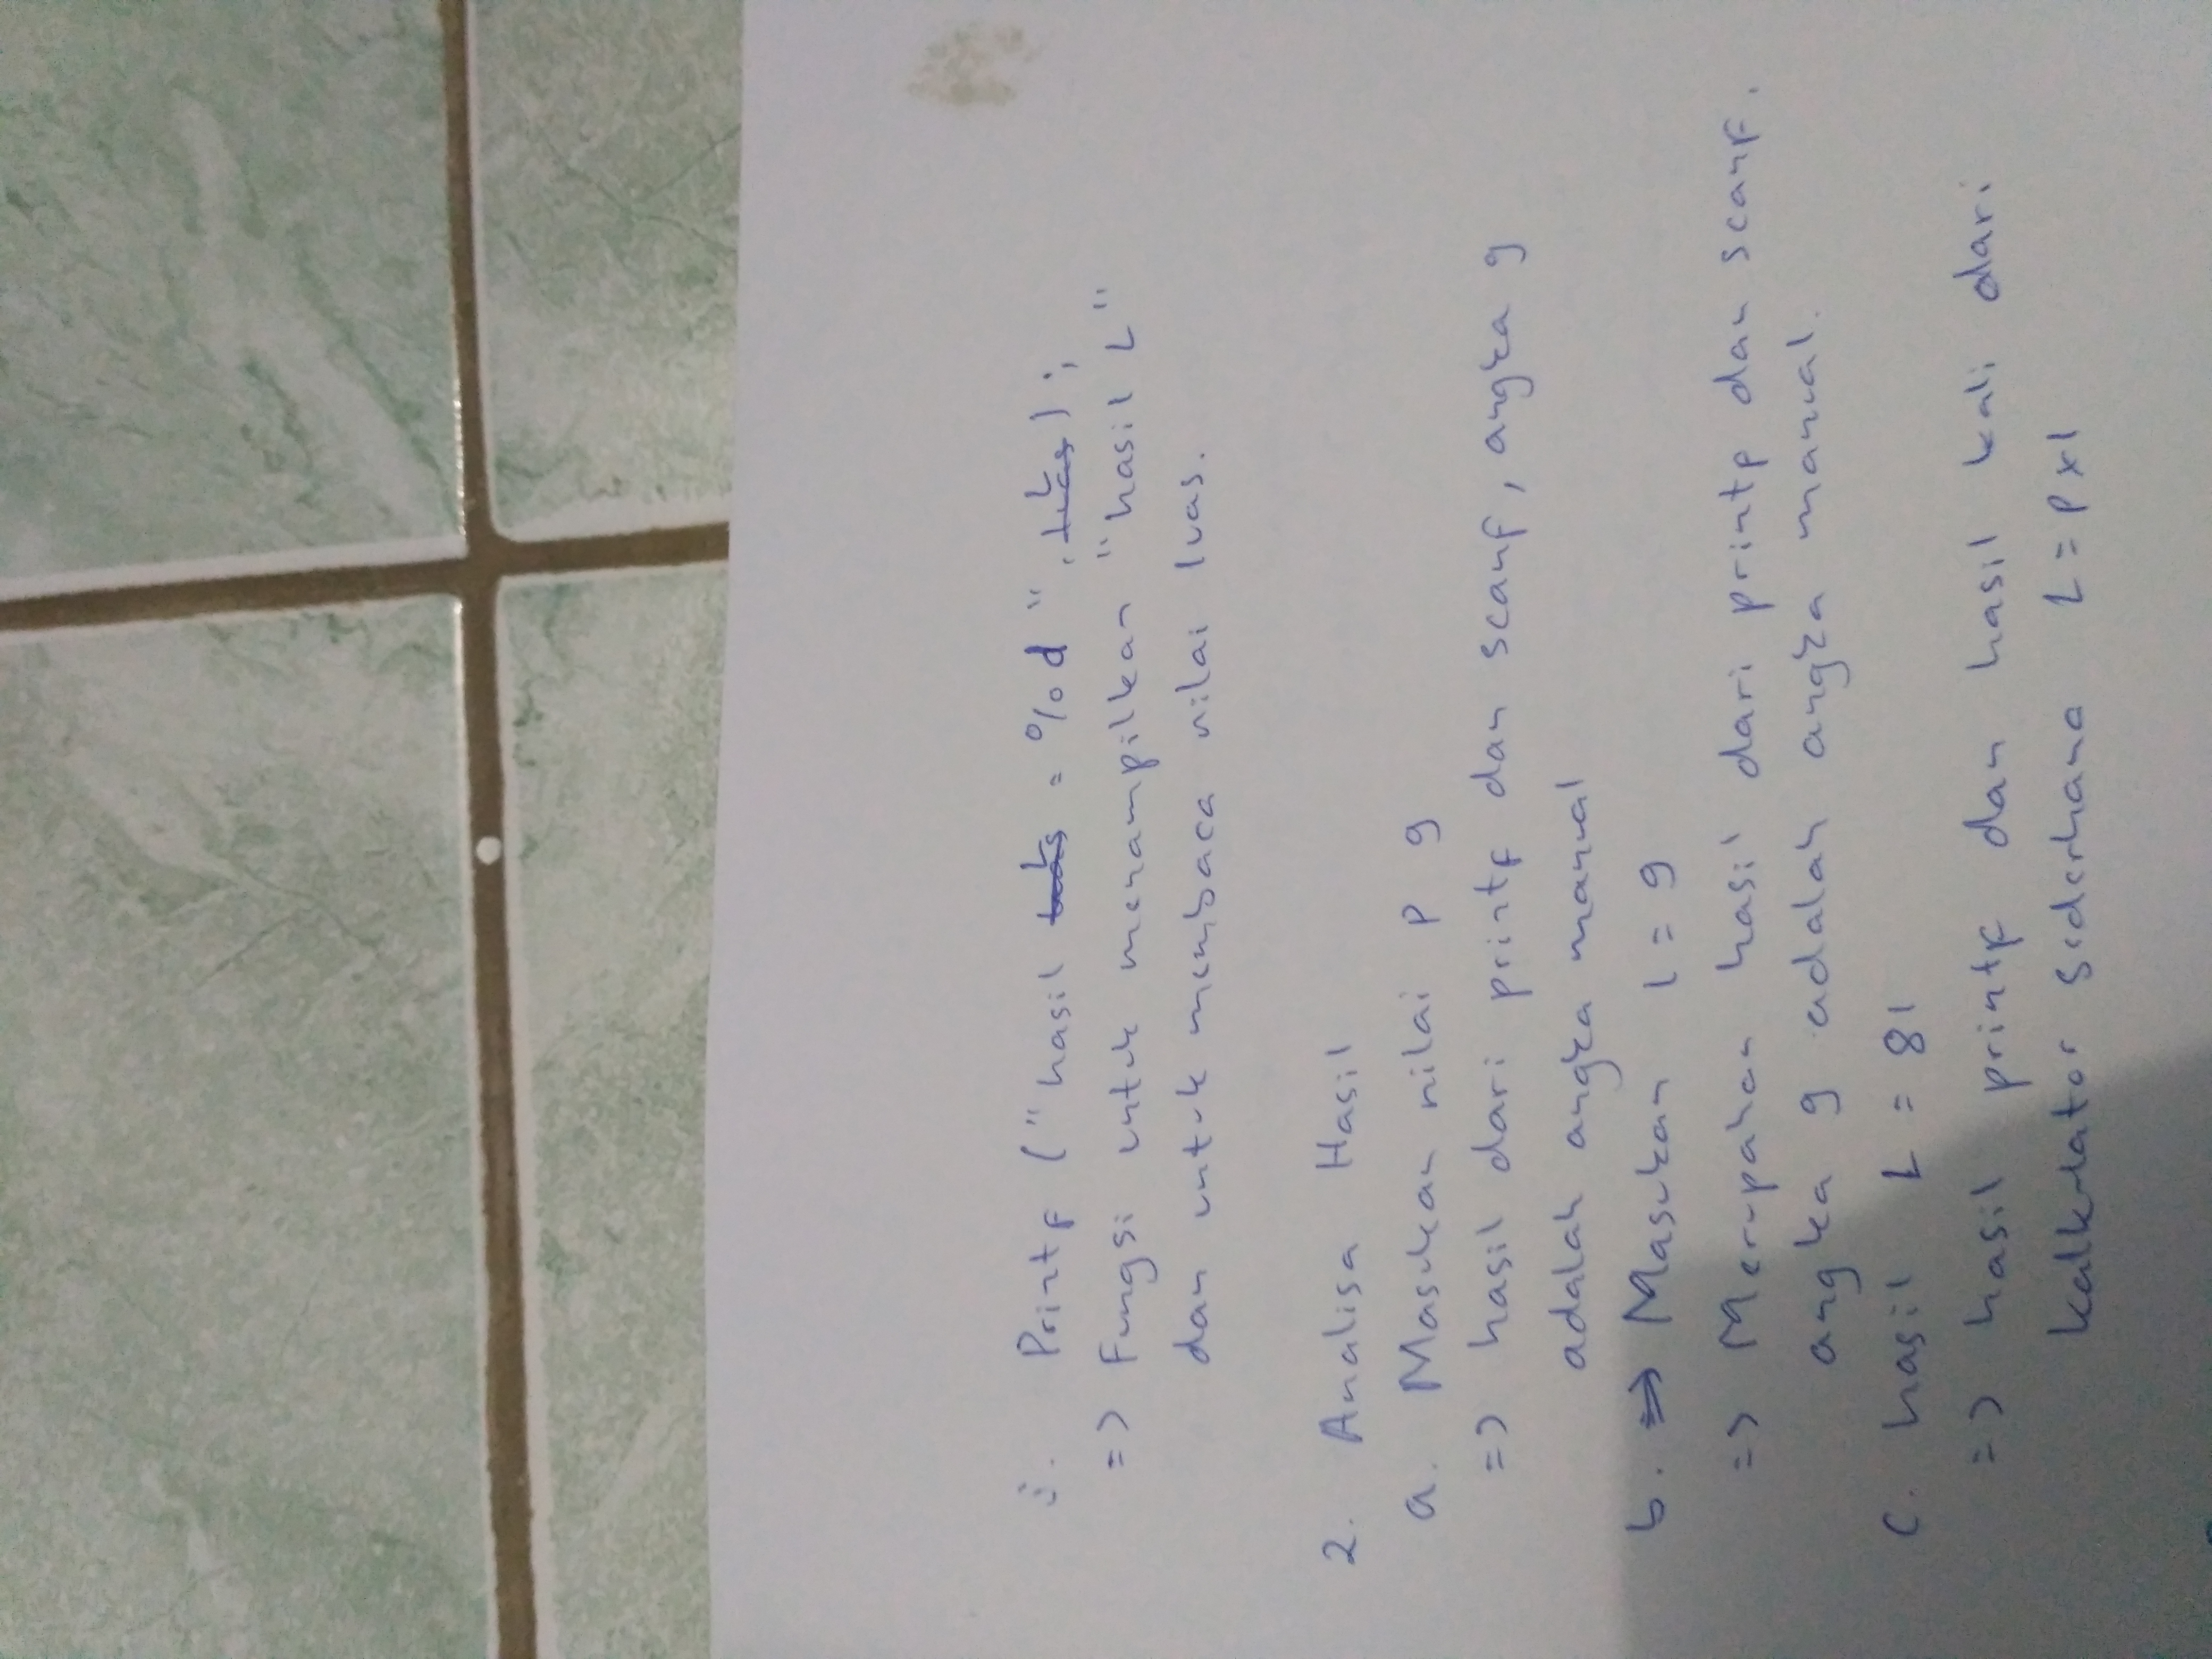 j. Printf ("hasil L = %d", L);
=> Fungsi untuk menampilkan "hasil L"
dan untuk membaca nilai luas.
2. Analisa Hasil
a. Masukan nilai P 9
=> hasil dari printf dan scanf, angka 9
adalah angka manual
b. => Masukan l = 9
=> Merupakan hasil dari printp dan scanf.
angka 9 adalah angka manual.
c. hasil L = 81
=> hasil printf dan hasil kali dari
kalkulator sederhana L = P x l